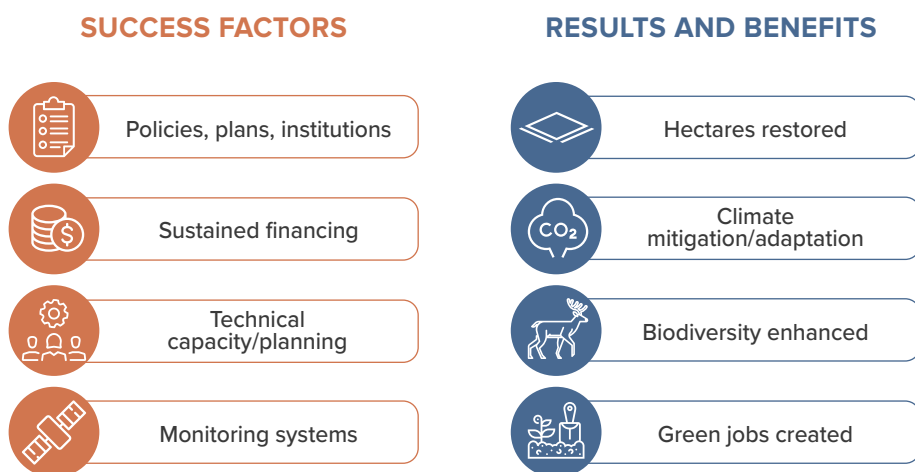 SUCCESS FACTORS
Policies, plans, institutions
$
Sustained financing
Technical
capacity/planning
Monitoring systems
RESULTS AND BENEFITS
Hectares restored
CO₂
Climate
mitigation/adaptation
Biodiversity enhanced
Green jobs created